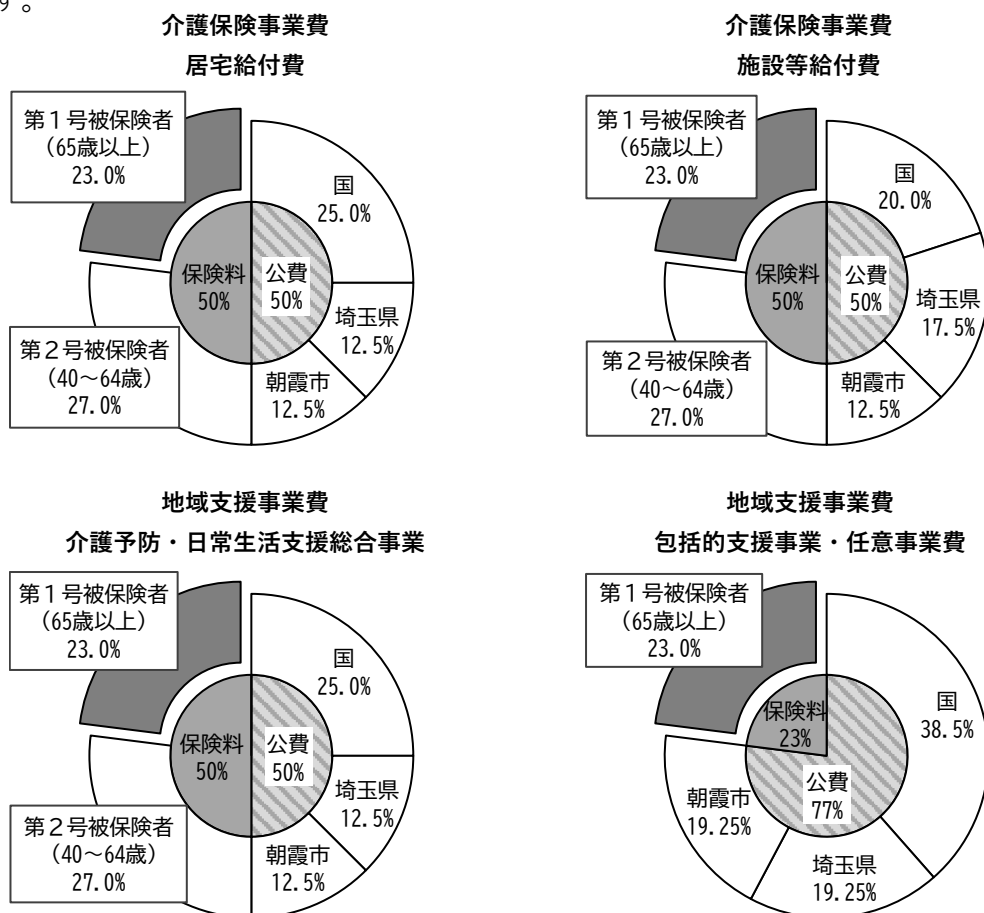 す。
介護保険事業費
居宅給付費
第１号被保険者
（65歳以上）
23.0%
国
25.0%
保険料
50%
公費
50%
埼玉県
12.5%
第２号被保険者
（40～64歳）
27.0%
朝霞市
12.5%
介護保険事業費
施設等給付費
第１号被保険者
（65歳以上）
23.0%
国
20.0%
保険料
50%
公費
50%
埼玉県
17.5%
第２号被保険者
（40～64歳）
27.0%
朝霞市
12.5%
地域支援事業費
介護予防・日常生活支援総合事業
第１号被保険者
（65歳以上）
23.0%
国
25.0%
保険料
50%
公費
50%
埼玉県
12.5%
第２号被保険者
（40～64歳）
27.0%
朝霞市
12.5%
地域支援事業費
包括的支援事業・任意事業費
第１号被保険者
（65歳以上）
23.0%
国
38.5%
保険料
23%
公費
77%
朝霞市
19.25%
埼玉県
19.25%